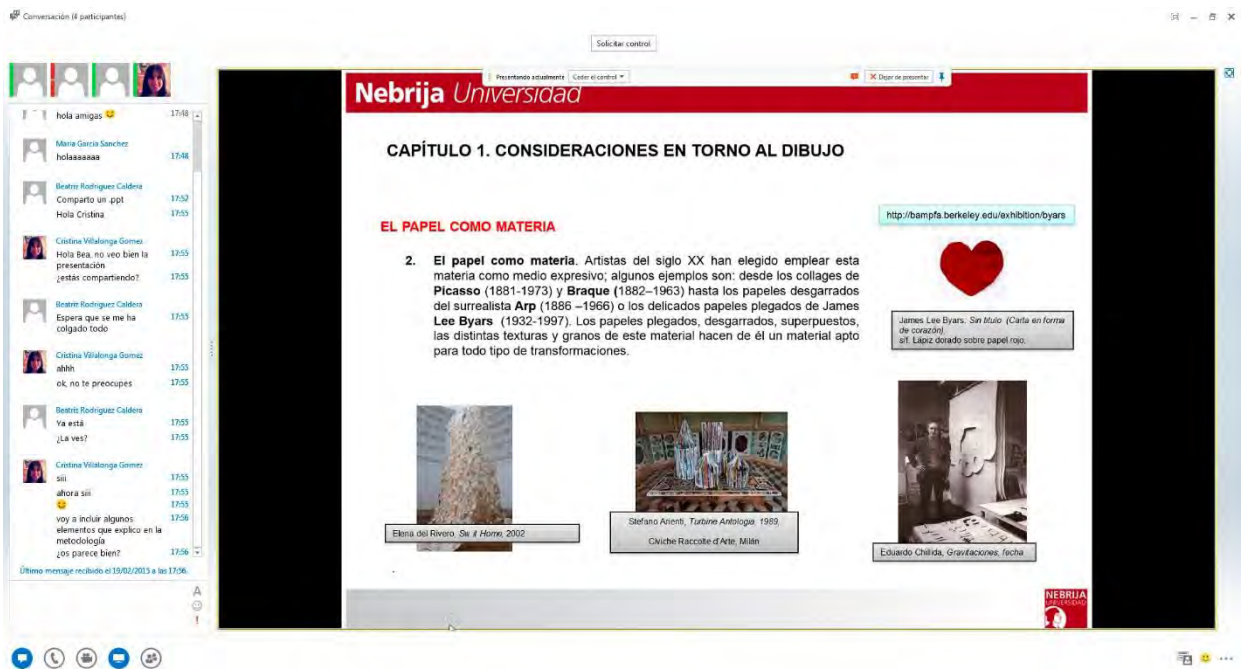 Conversación (4 participantes)
Solicitar control
hola amigas
17:48
Maria Garcia Sanchez
holaaaaaaa
17:48
Beatriz Rodriguez Caldera
Comparto un .ppt
17:52
Hola Cristina
17:55
Cristina Villalonga Gomez
Hola Bea, no veo bien la
17:55
presentación
¿estás compartiendo?
17:55
Beatriz Rodriguez Caldera
Espera que se me ha
17:55
colgado todo
Cristina Villalonga Gomez
ahhh
17:55
ok, no te preocupes
17:55
Beatriz Rodriguez Caldera
Ya está
17:55
¿La ves?
17:55
Cristina Villalonga Gomez
siii
17:55
ahora siii
17:55
17:55
voy a incluir algunos
17:56
elementos que explico en la
metodología
¿os parece bien?
17:56
Último mensaje recibido el 19/02/2015 a las 17:56.
Presentando actualmente
Ceder el control
Dejar de presentar
Nebrija Universidad
CAPÍTULO 1. CONSIDERACIONES EN TORNO AL DIBUJO
EL PAPEL COMO MATERIA
http://bampfa.berkeley.edu/exhibition/byars
2. El papel como materia. Artistas del siglo XX han elegido emplear esta
materia como medio expresivo; algunos ejemplos son: desde los collages de
Picasso (1881-1973) y Braque (1882–1963) hasta los papeles desgarrados
del surrealista Arp (1886 –1966) o los delicados papeles plegados de James
Lee Byars (1932-1997). Los papeles plegados, desgarrados, superpuestos,
las distintas texturas y granos de este material hacen de él un material apto
para todo tipo de transformaciones.
James Lee Byars. Sin título (Carta en forma
de corazón).
s/f. Lápiz dorado sobre papel rojo.
Elena del Rivero, 2002
Stefano Arienti, Turbine Antologia, 1989,
Civiche Raccolte d'Arte, Milán
Eduardo Chillida, Gravitaciones, fecha
NEBRIJA
UNIVERSIDAD